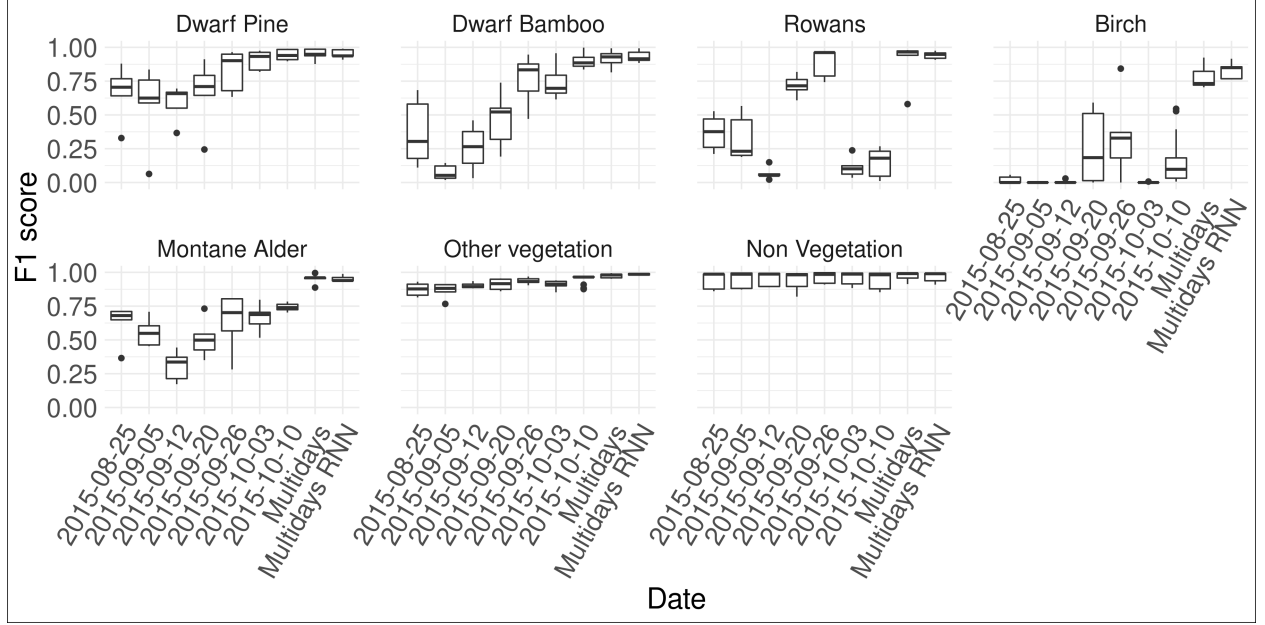 Dwarf Pine
Dwarf Bamboo
Rowans
Birch
1.00
0.75
0.50
0.25
0.00
2015-08-25
2015-09-05
2015-09-12
2015-09-20
2015-09-26
2015-10-03
2015-10-10
Multidays
Multidays RNN
F1 score
Montane Alder
Other vegetation
Non Vegetation
1.00
0.75
0.50
0.25
0.00
2015-08-25
2015-09-05
2015-09-12
2015-09-20
2015-09-26
2015-10-03
2015-10-10
Multidays
Multidays RNN
2015-08-25
2015-09-05
2015-09-12
2015-09-20
2015-09-26
2015-10-03
2015-10-10
Multidays
Multidays RNN
2015-08-25
2015-09-05
2015-09-12
2015-09-20
2015-09-26
2015-10-03
2015-10-10
Multidays
Multidays RNN
Date